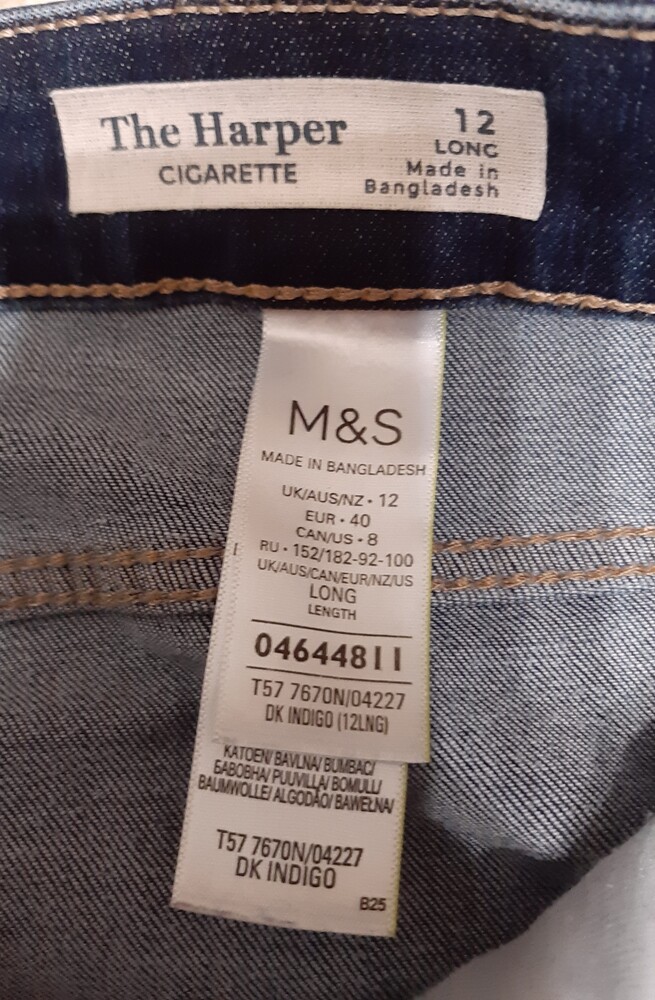 The Harper
CIGARETTE
12
LONG
Made in
Bangladesh
M&S
MADE IN BANGLADESH
UK/AUS/NZ • 12
EUR • 40
CAN/US • 8
RU • 152/182-92-100
UK/AUS/CAN/EUR/NZ/US
LONG
LENGTH
04644811
T57 7670N/04227
DK INDIGO (12LNG)
KATOEN/ BAVLNA/ BUMBAC/
БАВОВНА/ PUUVILLA/ BOMULL/
BAUMWOLLE/ ALGODÃO/ BAWEŁNA/
T57 7670N/04227
DK INDIGO
B25